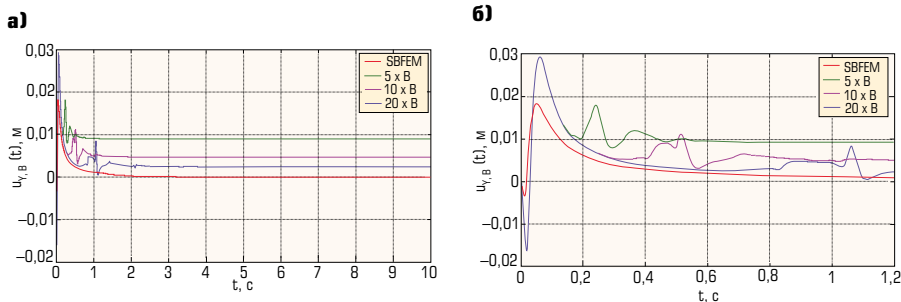 а)
0,03
0,02
0,01
0
–0,01
–0,02
u_Y,B (t), м
0 1 2 3 4 5 6 7 8 9 10
t, с
SBFEM
5 x B
10 x B
20 x B
б)
0,03
0,02
0,01
0
–0,01
–0,02
u_Y,B (t), м
0 0,2 0,4 0,6 0,8 1 1,2
t, с
SBFEM
5 x B
10 x B
20 x B